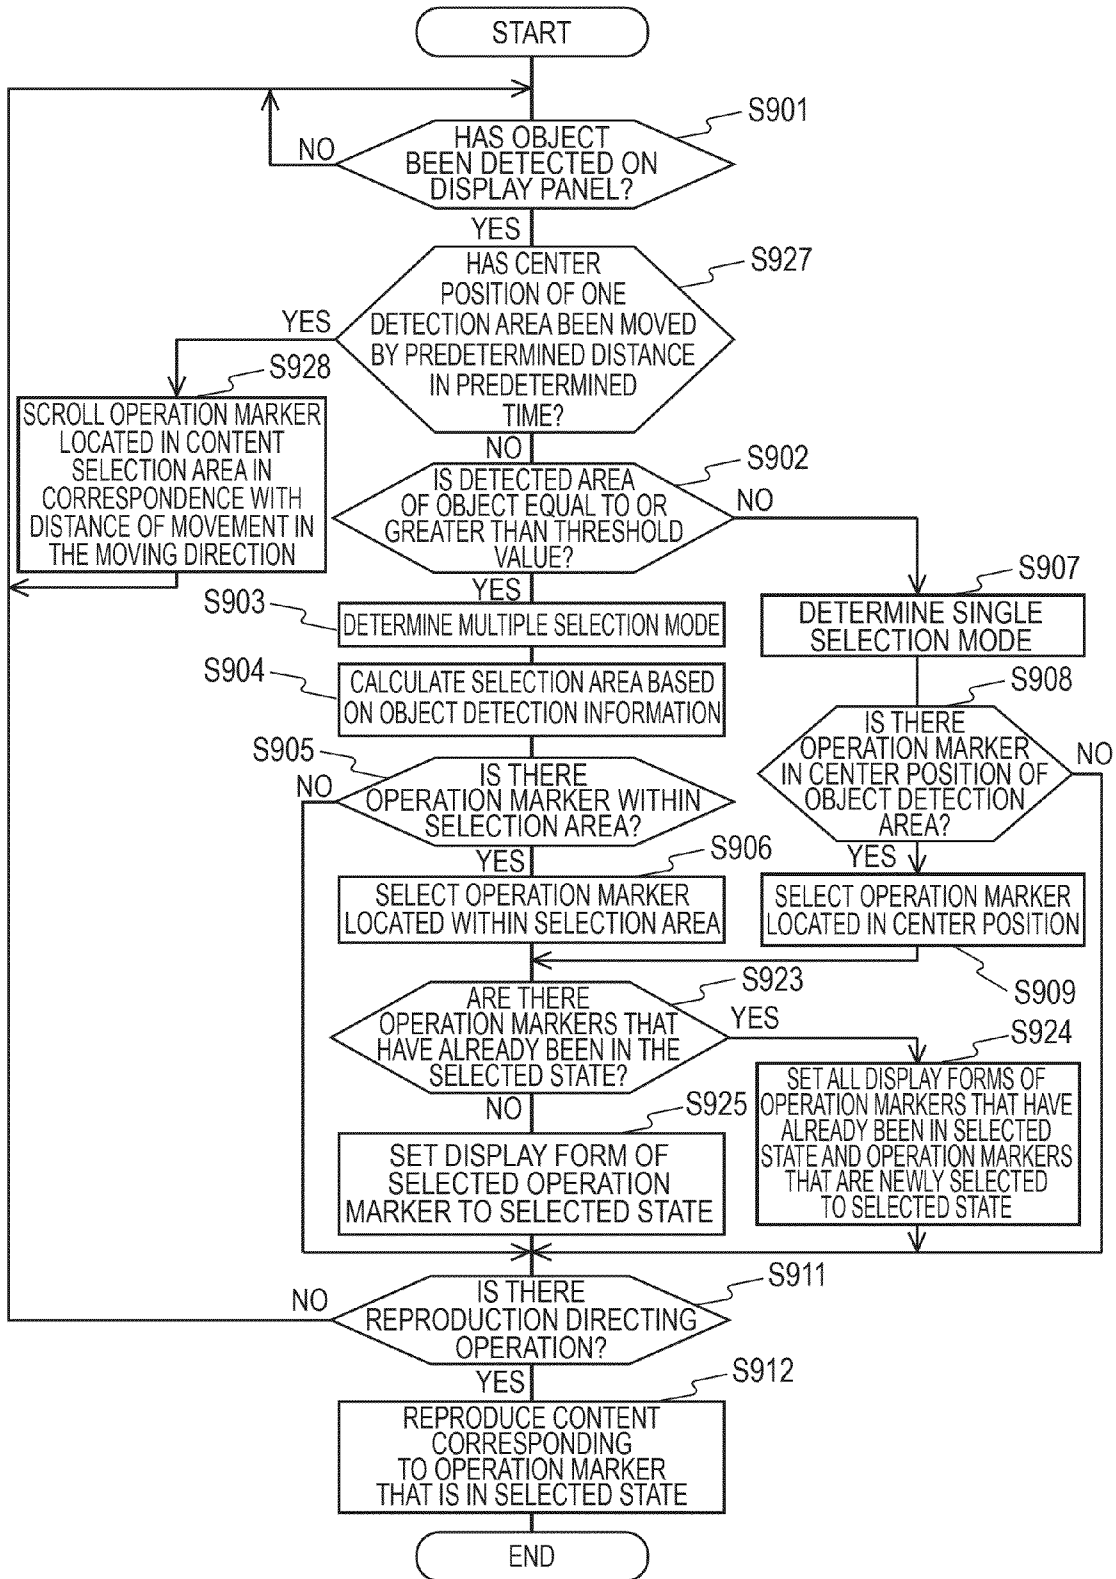 START
S901
HAS OBJECT
BEEN DETECTED ON
DISPLAY PANEL?
NO
YES
S927
HAS CENTER
POSITION OF ONE
DETECTION AREA BEEN MOVED
BY PREDETERMINED DISTANCE
IN PREDETERMINED
TIME?
YES
NO
S928
SCROLL OPERATION MARKER
LOCATED IN CONTENT
SELECTION AREA IN
CORRESPONDENCE WITH
DISTANCE OF MOVEMENT IN
THE MOVING DIRECTION
S902
IS DETECTED AREA
OF OBJECT EQUAL TO OR
GREATER THAN THRESHOLD
VALUE?
NO
YES
S903
DETERMINE MULTIPLE SELECTION MODE
S907
DETERMINE SINGLE
SELECTION MODE
S904
CALCULATE SELECTION AREA BASED
ON OBJECT DETECTION INFORMATION
S908
IS THERE
OPERATION MARKER
IN CENTER POSITION OF
OBJECT DETECTION
AREA?
NO
YES
S905
IS THERE
OPERATION MARKER WITHIN
SELECTION AREA?
NO
YES
S906
SELECT OPERATION MARKER
LOCATED WITHIN SELECTION AREA
SELECT OPERATION MARKER
LOCATED IN CENTER POSITION
S909
S923
ARE THERE
OPERATION MARKERS THAT
HAVE ALREADY BEEN IN THE
SELECTED STATE?
YES
NO
S924
SET ALL DISPLAY FORMS OF
OPERATION MARKERS THAT HAVE
ALREADY BEEN IN SELECTED
STATE AND OPERATION MARKERS
THAT ARE NEWLY SELECTED
TO SELECTED STATE
S925
SET DISPLAY FORM OF
SELECTED OPERATION
MARKER TO SELECTED STATE
S911
IS THERE
REPRODUCTION DIRECTING
OPERATION?
NO
YES
S912
REPRODUCE CONTENT
CORRESPONDING
TO OPERATION MARKER
THAT IS IN SELECTED STATE
END